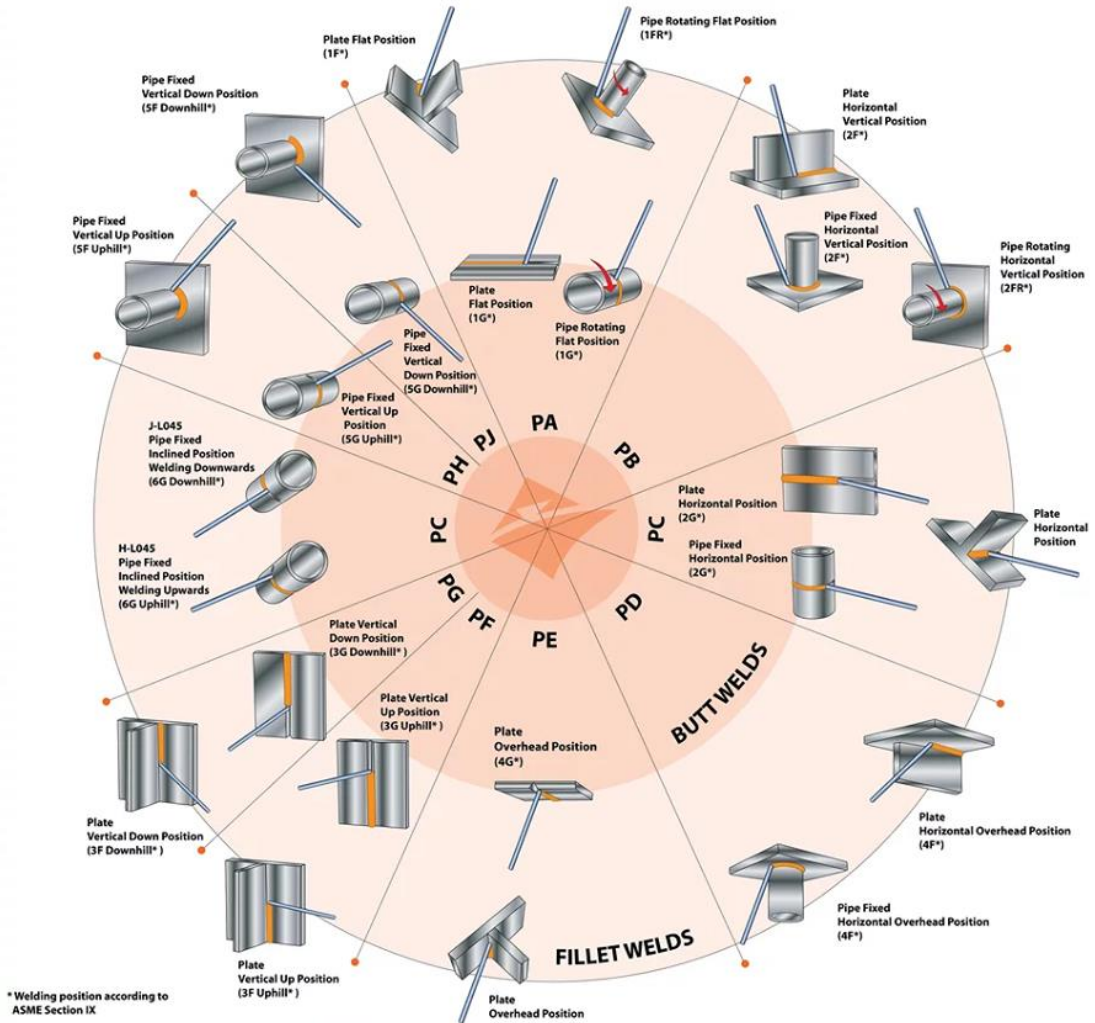 Plate Flat Position
(1F*)
Pipe Rotating Flat Position
(1FR*)
Pipe Fixed
Vertical Down Position
(5F Downhill*)
Plate
Horizontal
Vertical Position
(2F*)
Pipe Fixed
Vertical Up Position
(5F Uphill*)
Pipe Fixed
Horizontal
Vertical Position
(2F*)
Pipe Rotating
Horizontal
Vertical Position
(2FR*)
Plate
Flat Position
(1G*)
Pipe Rotating
Flat Position
(1G*)
Pipe
Fixed
Vertical
Down Position
(5G Downhill*)
Pipe Fixed
Vertical Up
Position
(5G Uphill*)
J-L045
Pipe Fixed
Inclined Position
Welding Downwards
(6G Downhill*)
H-L045
Pipe Fixed
Inclined Position
Welding Upwards
(6G Uphill*)
PA
PB
PC
PD
PE
PF
PG
PC
PH
PJ
Plate
Horizontal Position
(2G*)
Pipe Fixed
Horizontal Position
(2G*)
Plate
Horizontal
Position
Plate Vertical
Down Position
(3G Downhill* )
Plate Vertical
Up Position
(3G Uphill* )
Plate
Overhead Position
(4G*)
BUTT WELDS
Plate
Vertical Down Position
(3F Downhill* )
Plate
Horizontal Overhead Position
(4F*)
Pipe Fixed
Horizontal Overhead Position
(4F*)
FILLET WELDS
Plate
Vertical Up Position
(3F Uphill* )
Plate
Overhead Position
* Welding position according to
ASME Section IX